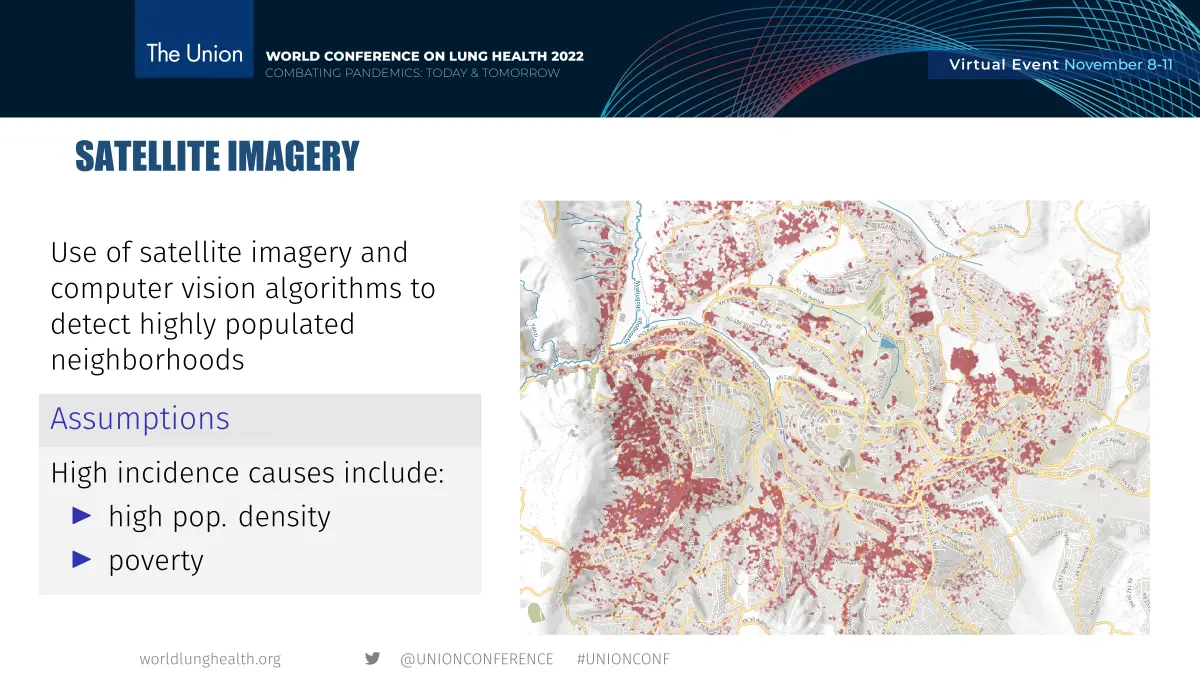 The Union
WORLD CONFERENCE ON LUNG HEALTH 2022
COMBATING PANDEMICS: TODAY & TOMORROW
Virtual Event November 8-11
SATELLITE IMAGERY
Use of satellite imagery and
computer vision algorithms to
detect highly populated
neighborhoods
Assumptions
High incidence causes include:
high pop. density
poverty
worldlunghealth.org
@UNIONCONFERENCE #UNIONCONF